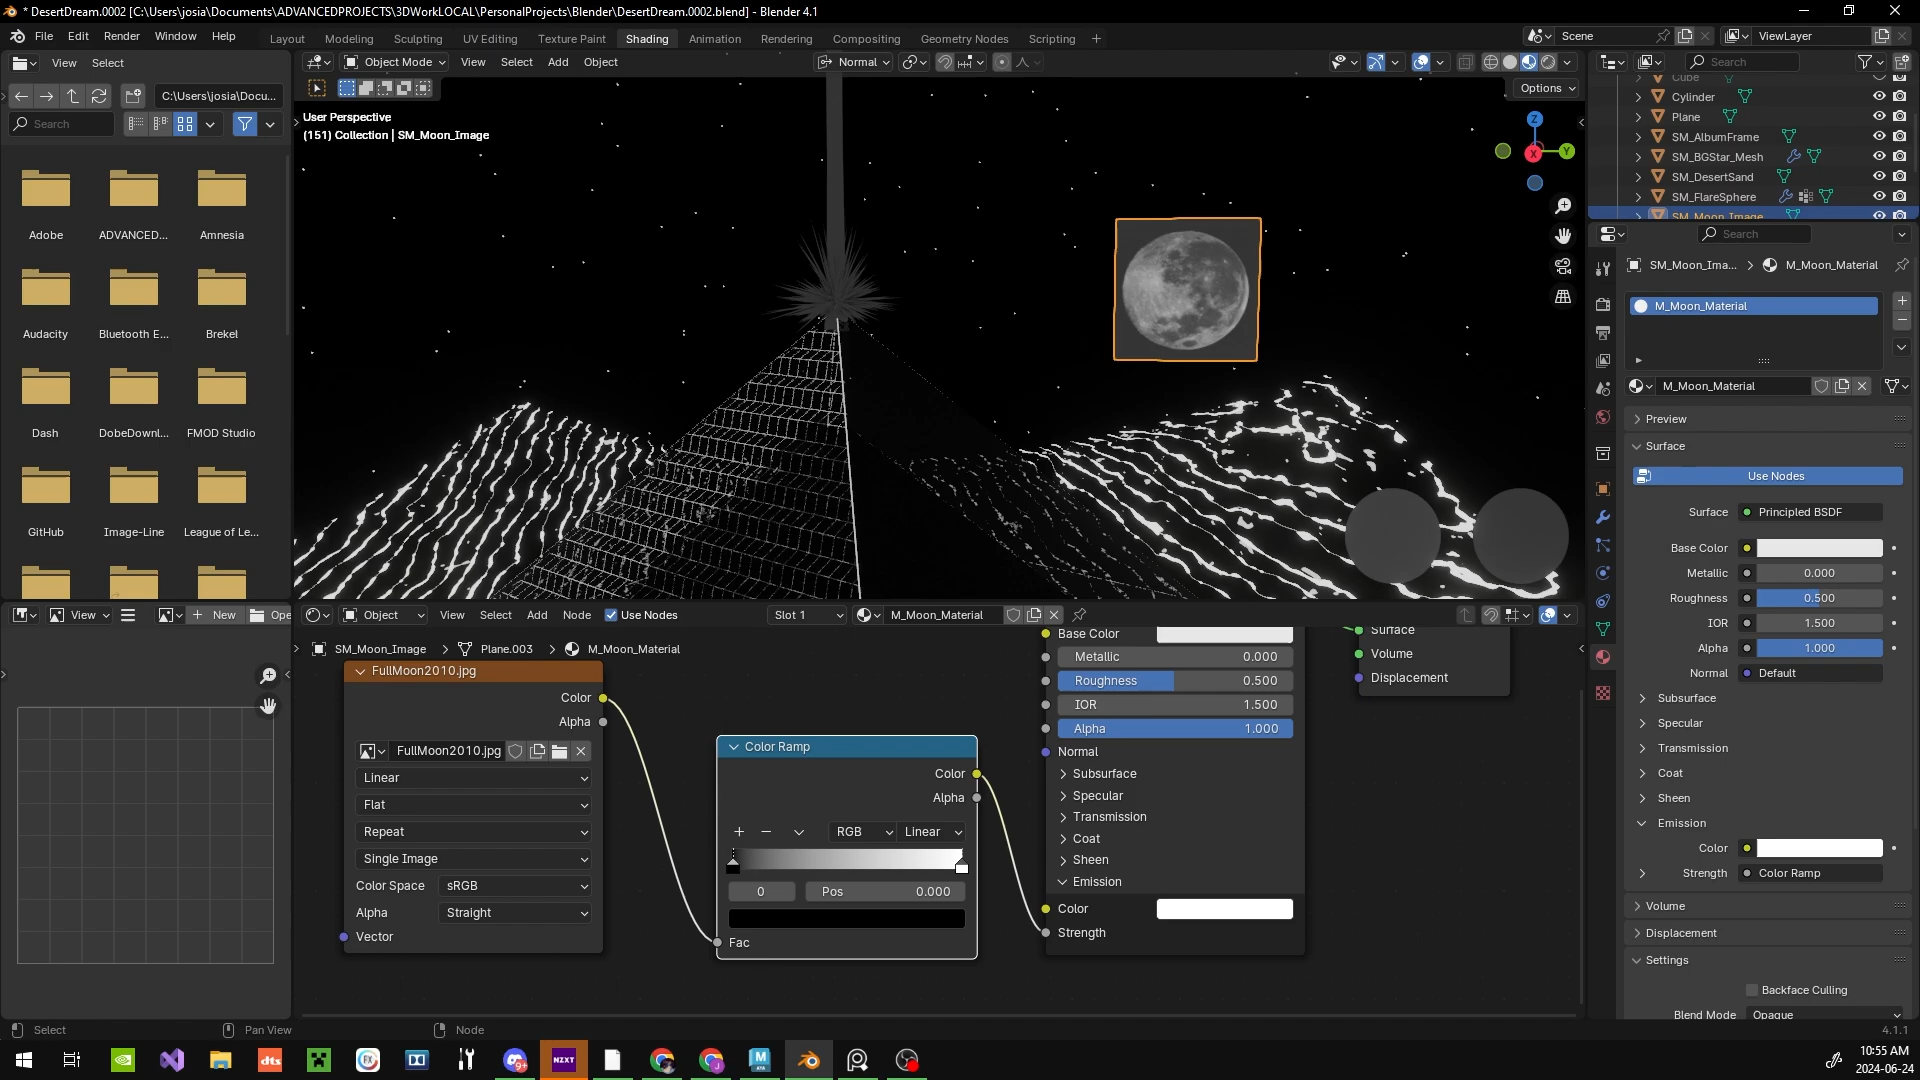 * DesertDream.0002 [C:\Users\josia\Documents\ADVANCEDPROJECTS\3DWorkLOCAL\PersonalProjects\Blender\DesertDream.0002.blend] - Blender 4.1
File Edit Render Window Help
Layout Modeling Sculpting UV Editing Texture Paint Shading Animation Rendering Compositing Geometry Nodes Scripting +
Scene ViewLayer
View Select
C:\Users\josia\Docu...
Search
Adobe ADVANCED... Amnesia
Audacity Bluetooth E... Brekel
Dash DobeDownl... FMOD Studio
GitHub Image-Line League of Le...
Object Mode View Select Add Object Normal
Options
User Perspective
(151) Collection | SM_Moon_Image
Z
X
Y
Search
Cube
Cylinder
Plane
SM_AlbumFrame
SM_BGStar_Mesh
SM_DesertSand
SM_FlareSphere
SM_Moon_Image
Search
SM_Moon_Ima... > M_Moon_Material
M_Moon_Material
M_Moon_Material
Preview
Surface
Use Nodes
Surface Principled BSDF
Base Color
Metallic 0.000
Roughness 0.500
IOR 1.500
Alpha 1.000
Normal Default
Subsurface
Specular
Transmission
Coat
Sheen
Emission
Color
Strength Color Ramp
Volume
Displacement
Settings
Backface Culling
Blend Mode Opaque
View + New Ope
Object View Select Add Node Use Nodes Slot 1 M_Moon_Material
SM_Moon_Image > Plane.003 > M_Moon_Material
FullMoon2010.jpg
Color
Alpha
FullMoon2010.jpg
Linear
Flat
Repeat
Single Image
Color Space sRGB
Alpha Straight
Vector
Color Ramp
Color
Alpha
RGB Linear
0 Pos 0.000
Fac
Base Color
Metallic 0.000
Roughness 0.500
IOR 1.500
Alpha 1.000
Normal
Subsurface
Specular
Transmission
Coat
Sheen
Emission
Color
Strength
Surface
Volume
Displacement
Select Pan View Node 4.1.1
dts FX DD 9+ NZXT M AYA
10:55 AM
2024-06-24